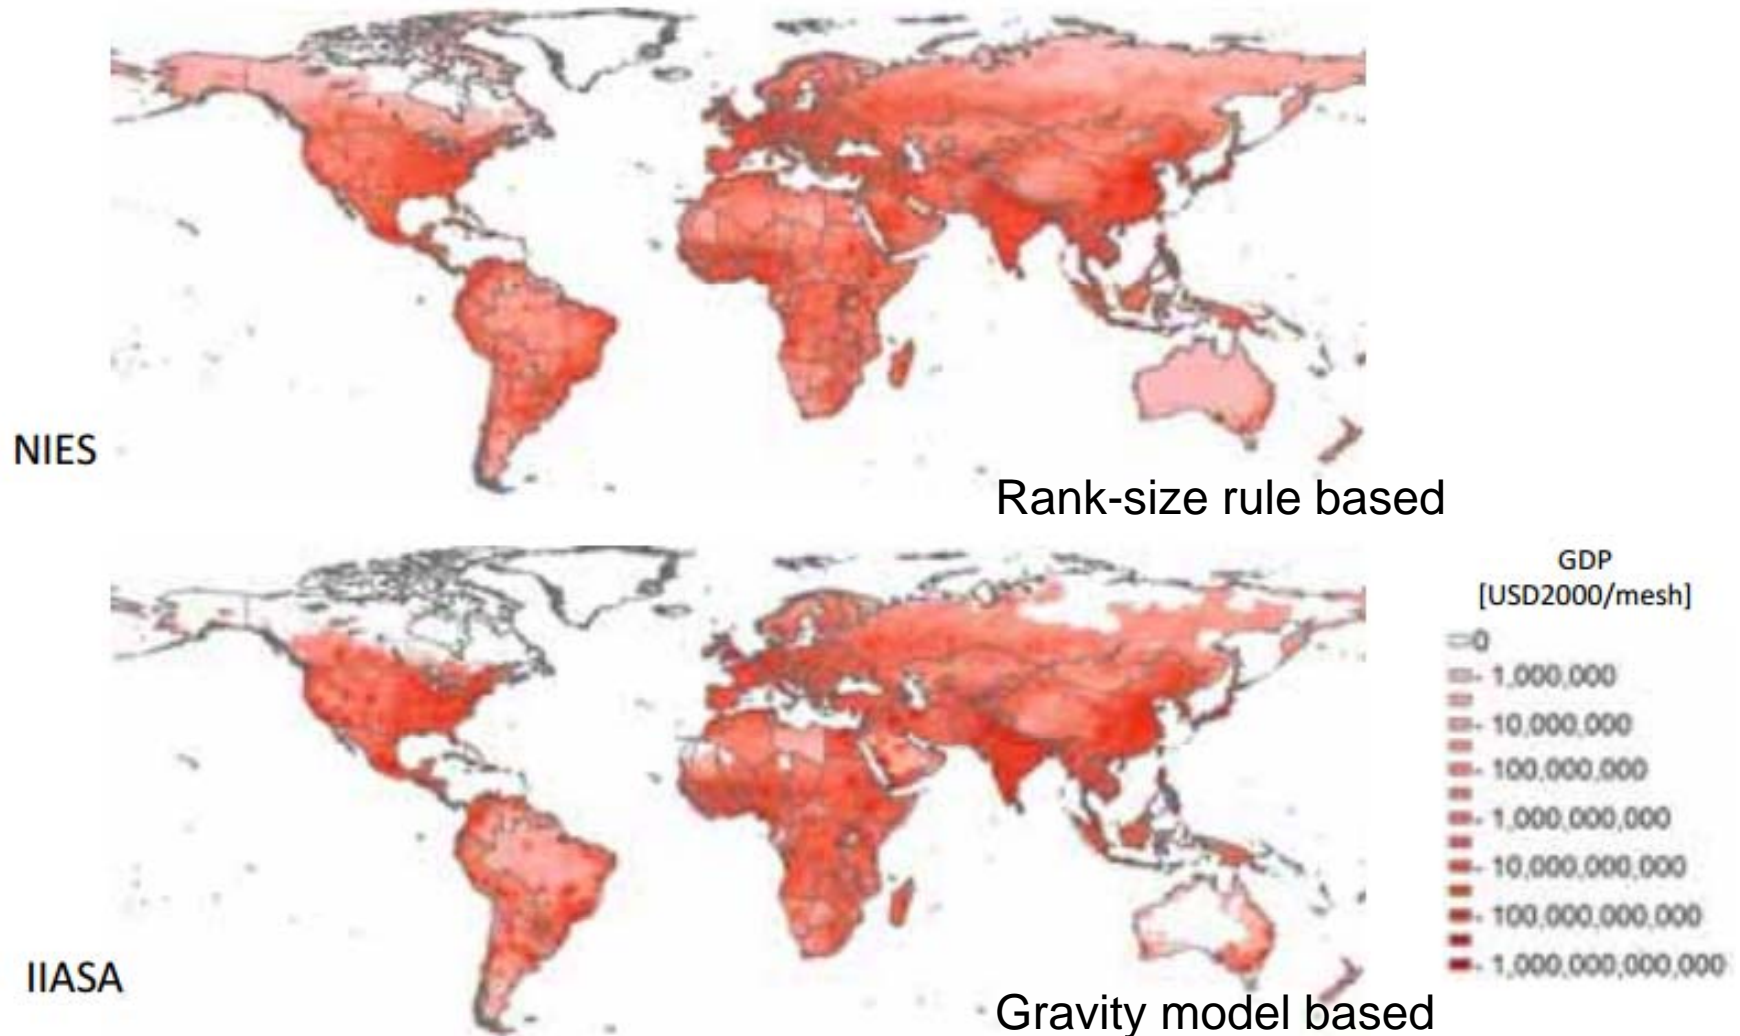 NIES
Rank-size rule based
GDP
[USD2000/mesh]
0
- 1,000,000
- 10,000,000
- 100,000,000
- 1,000,000,000
- 10,000,000,000
- 100,000,000,000
- 1,000,000,000,000
IIASA
Gravity model based